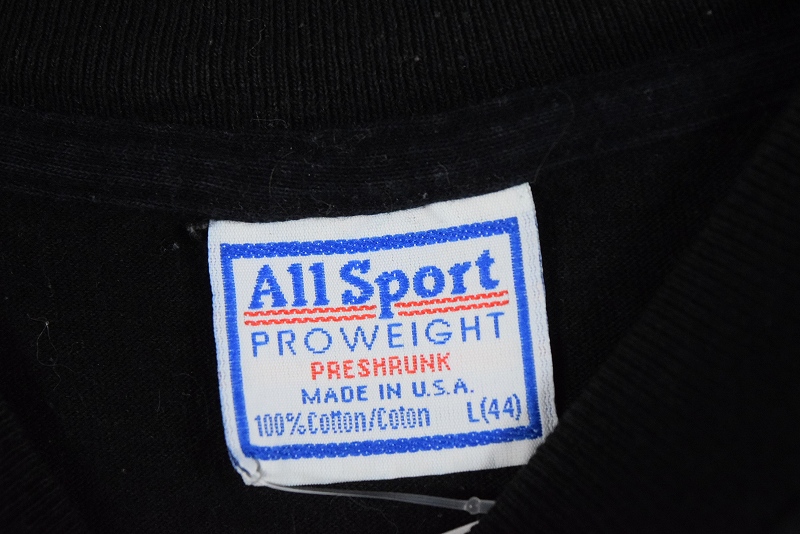 All Sport
PROWEIGHT
PRESHRUNK
MADE IN U.S.A.
100%Cotton/Coton L(44)